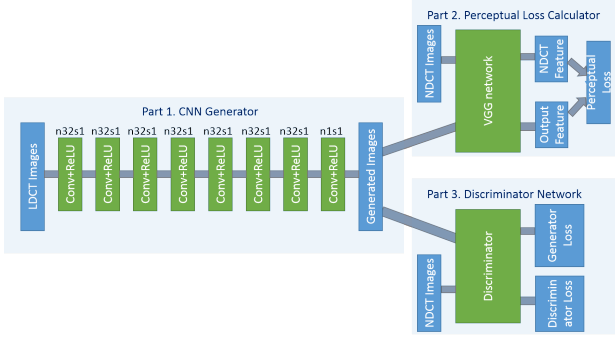 Part 1. CNN Generator
LDCT Images
n32s1
Conv+ReLU
n32s1
Conv+ReLU
n32s1
Conv+ReLU
n32s1
Conv+ReLU
n32s1
Conv+ReLU
n32s1
Conv+ReLU
n32s1
Conv+ReLU
n1s1
Conv+ReLU
Generated Images
Part 2. Perceptual Loss Calculator
NDCT Images
VGG network
NDCT
Feature
Output
Feature
Perceptual
Loss
Part 3. Discriminator Network
NDCT Images
Discriminator
Generator
Loss
Discrimin
ator Loss